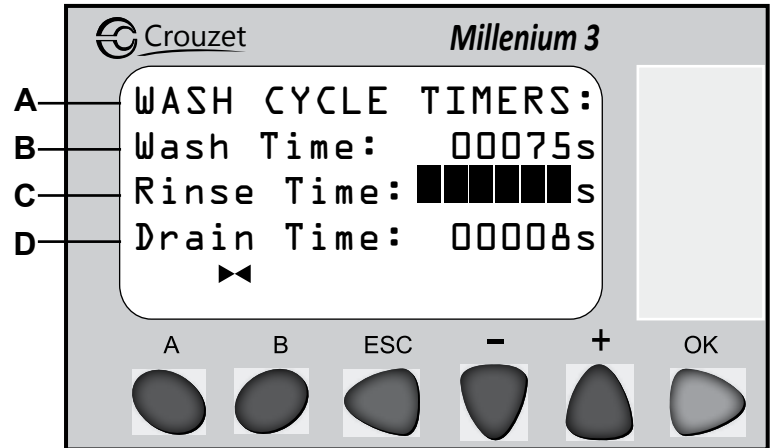 Crouzet Millenium 3
A WASH CYCLE TIMERS:
B Wash Time: 00075s
C Rinse Time: s
D Drain Time: 00008s
A B ESC - + OK